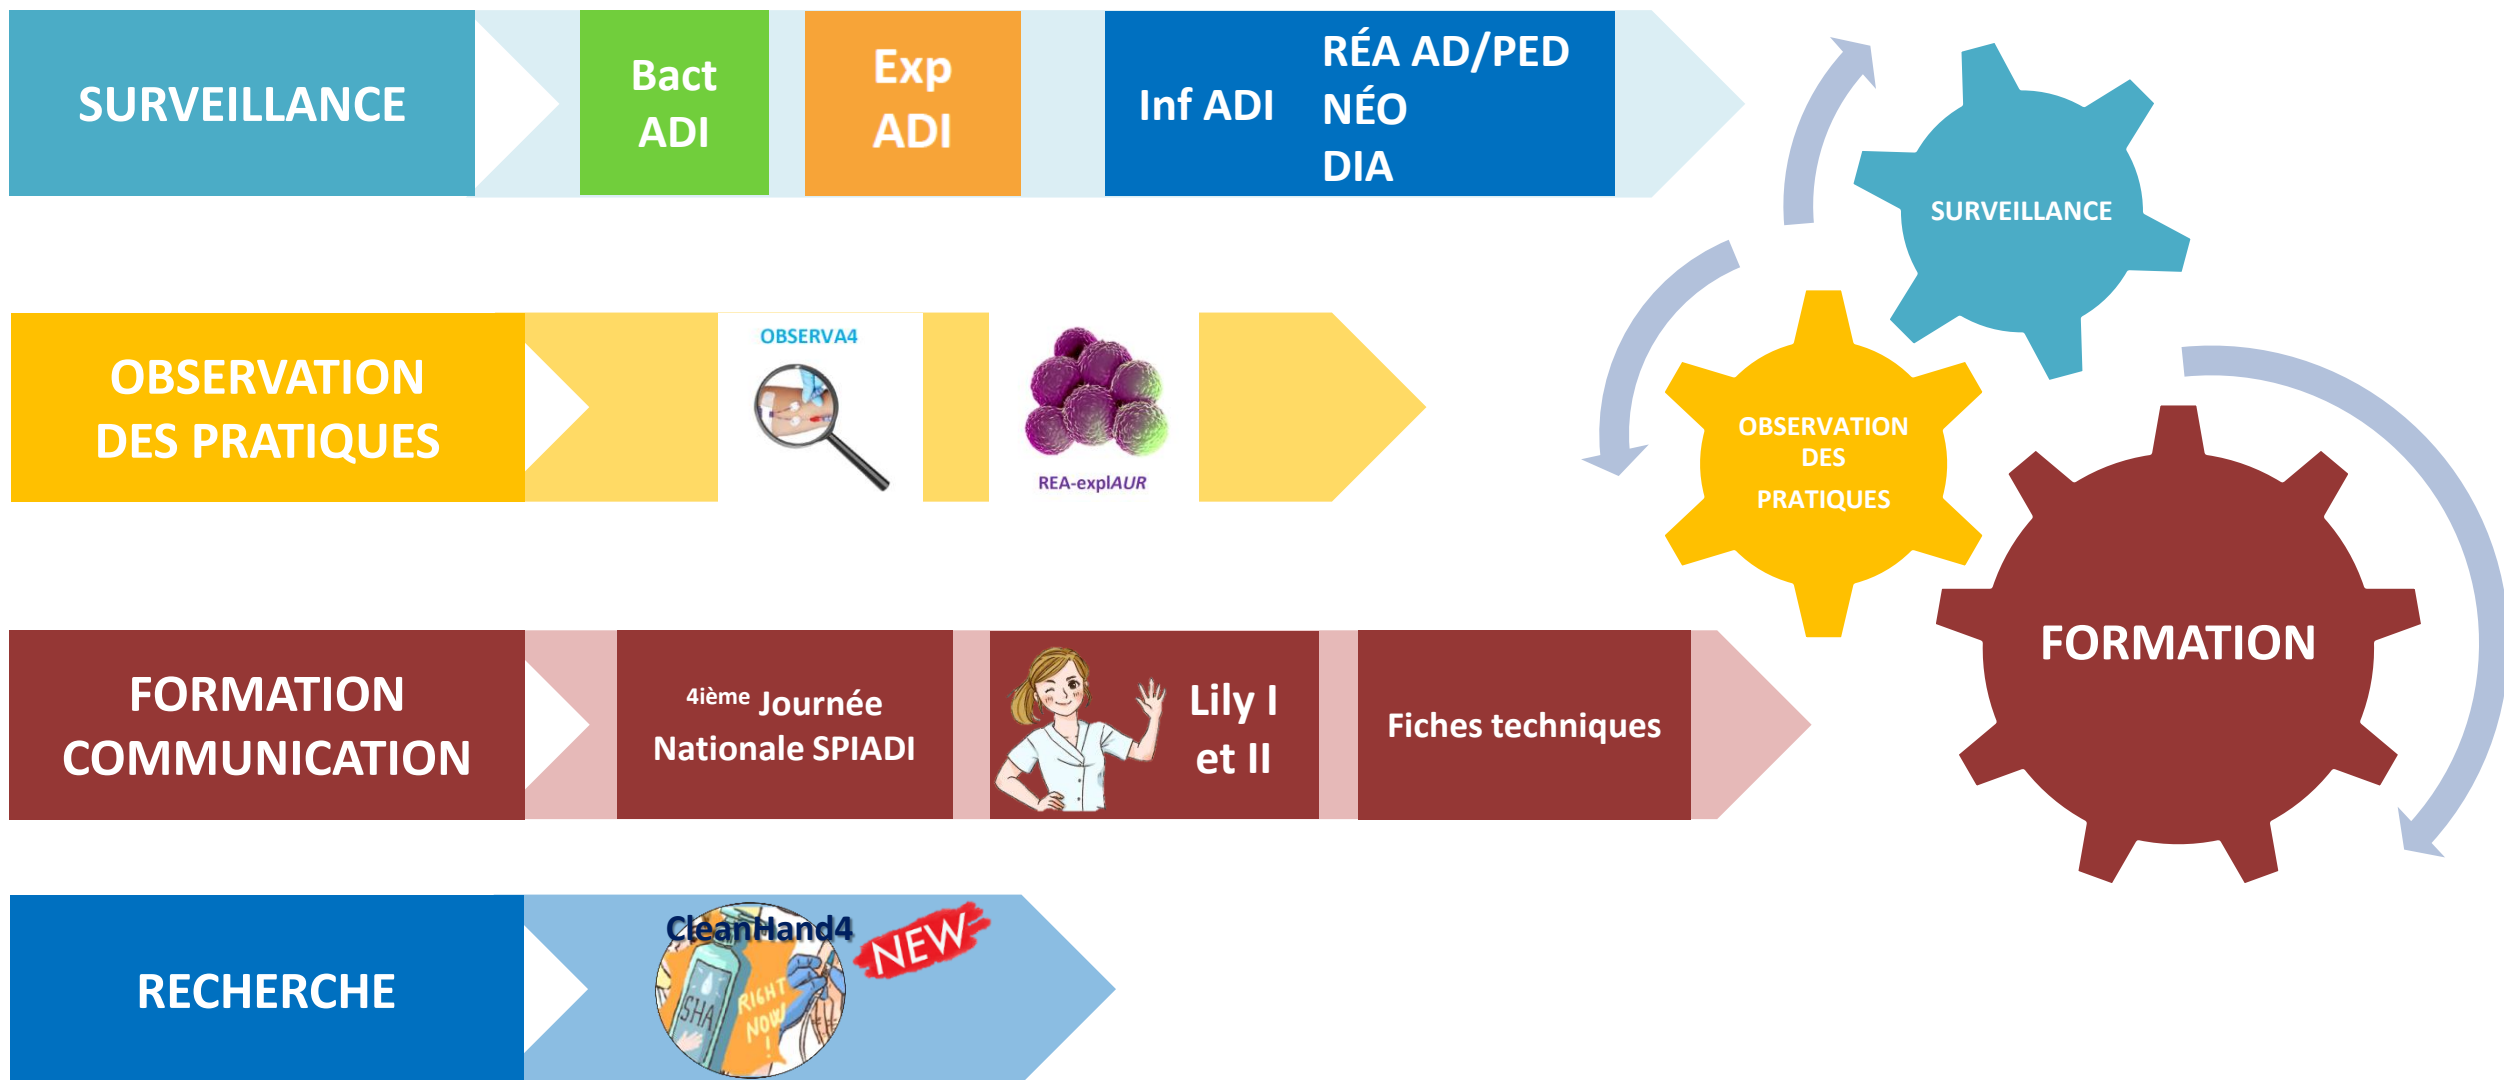 SURVEILLANCE
Bact
ADI
Exp
ADI
Inf ADI
RÉA AD/PED
NÉO
DIA
SURVEILLANCE
OBSERVATION
DES PRATIQUES
OBSERVA4
REA-explAUR
OBSERVATION
DES
PRATIQUES
FORMATION
COMMUNICATION
4ième Journée
Nationale SPIADI
Lily I
et II
Fiches techniques
FORMATION
RECHERCHE
CleanHand4
NEW
SHA
RIGHT
NOW
!